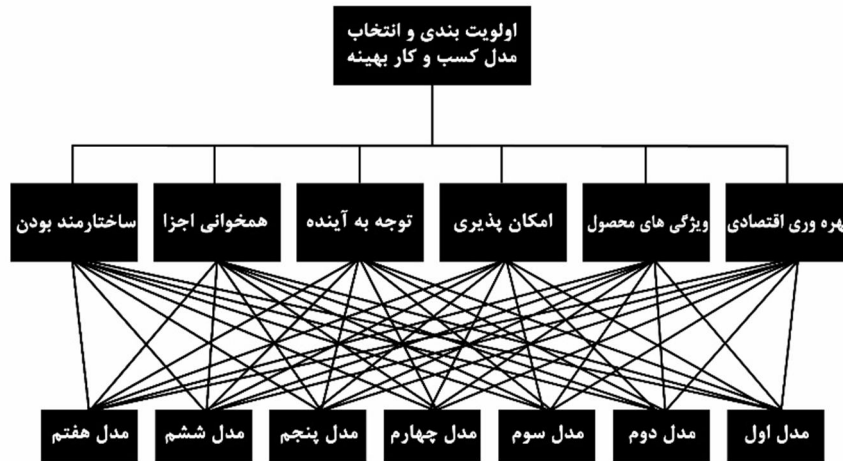 اولویت بندی و انتخاب
مدل کسب و کار بهینه
بهره وری اقتصادی
ویژگی های محصول
امکان پذیری
توجه به آینده
همخوانی اجزا
ساختارمند بودن
مدل اول
مدل دوم
مدل سوم
مدل چهارم
مدل پنجم
مدل ششم
مدل هفتم